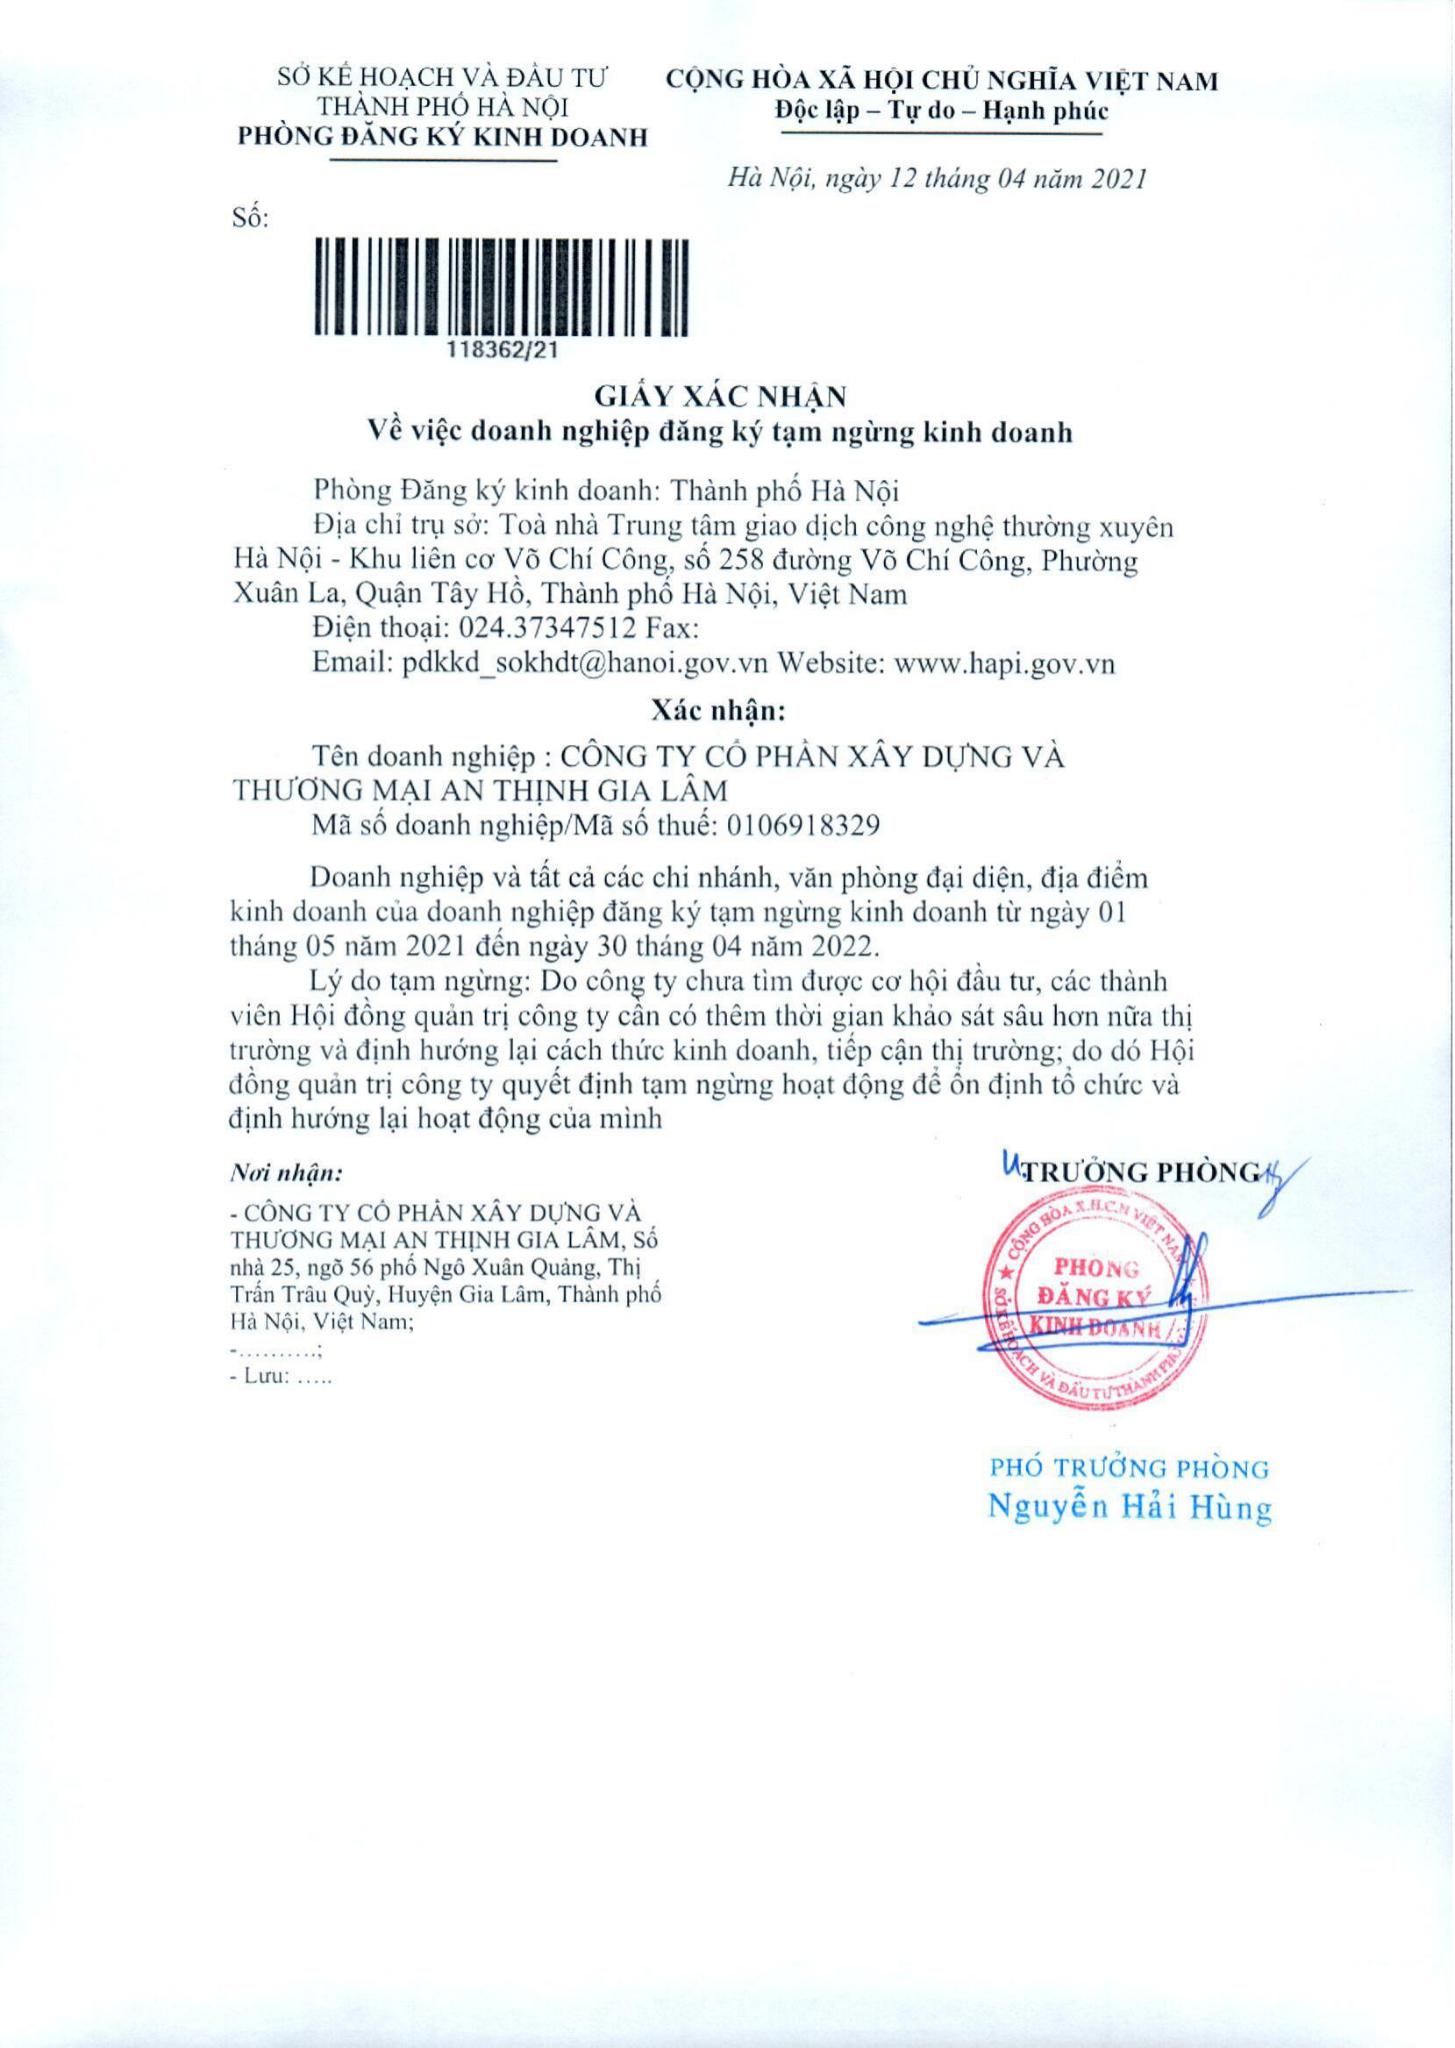 SỞ KẾ HOẠCH VÀ ĐẦU TƯ
THÀNH PHỐ HÀ NỘI
PHÒNG ĐĂNG KÝ KINH DOANH
CỘNG HÒA XÃ HỘI CHỦ NGHĨA VIỆT NAM
Độc lập – Tự do – Hạnh phúc
Hà Nội, ngày 12 tháng 04 năm 2021
Số:
118362/21
GIẤY XÁC NHẬN
Về việc doanh nghiệp đăng ký tạm ngừng kinh doanh
Phòng Đăng ký kinh doanh: Thành phố Hà Nội
Địa chỉ trụ sở: Toà nhà Trung tâm giao dịch công nghệ thường xuyên
Hà Nội - Khu liên cơ Võ Chí Công, số 258 đường Võ Chí Công, Phường
Xuân La, Quận Tây Hồ, Thành phố Hà Nội, Việt Nam
Điện thoại: 024.37347512 Fax:
Email: pdkkd_sokhdt@hanoi.gov.vn Website: www.hapi.gov.vn
Xác nhận:
Tên doanh nghiệp : CÔNG TY CỔ PHẦN XÂY DỰNG VÀ
THƯƠNG MẠI AN THỊNH GIA LÂM
Mã số doanh nghiệp/Mã số thuế: 0106918329
Doanh nghiệp và tất cả các chi nhánh, văn phòng đại diện, địa điểm
kinh doanh của doanh nghiệp đăng ký tạm ngừng kinh doanh từ ngày 01
tháng 05 năm 2021 đến ngày 30 tháng 04 năm 2022.
Lý do tạm ngừng: Do công ty chưa tìm được cơ hội đầu tư, các thành
viên Hội đồng quản trị công ty cần có thêm thời gian khảo sát sâu hơn nữa thị
trường và định hướng lại cách thức kinh doanh, tiếp cận thị trường; do dó Hội
đồng quản trị công ty quyết định tạm ngừng hoạt động để ổn định tổ chức và
định hướng lại hoạt động của mình
Nơi nhận:
- CÔNG TY CỔ PHẦN XÂY DỰNG VÀ
THƯƠNG MẠI AN THỊNH GIA LÂM, Số
nhà 25, ngõ 56 phố Ngô Xuân Quảng, Thị
Trấn Trâu Quỳ, Huyện Gia Lâm, Thành phố
Hà Nội, Việt Nam;
-..........;
- Lưu: .....
TRƯỞNG PHÒNG
CỘNG HÒA X.H.C.N VIỆT NAM
PHÒNG
ĐĂNG KÝ
KINH DOANH
SỞ KẾ HOẠCH VÀ ĐẦU TƯ THÀNH PHỐ
PHÓ TRƯỞNG PHÒNG
Nguyễn Hải Hùng